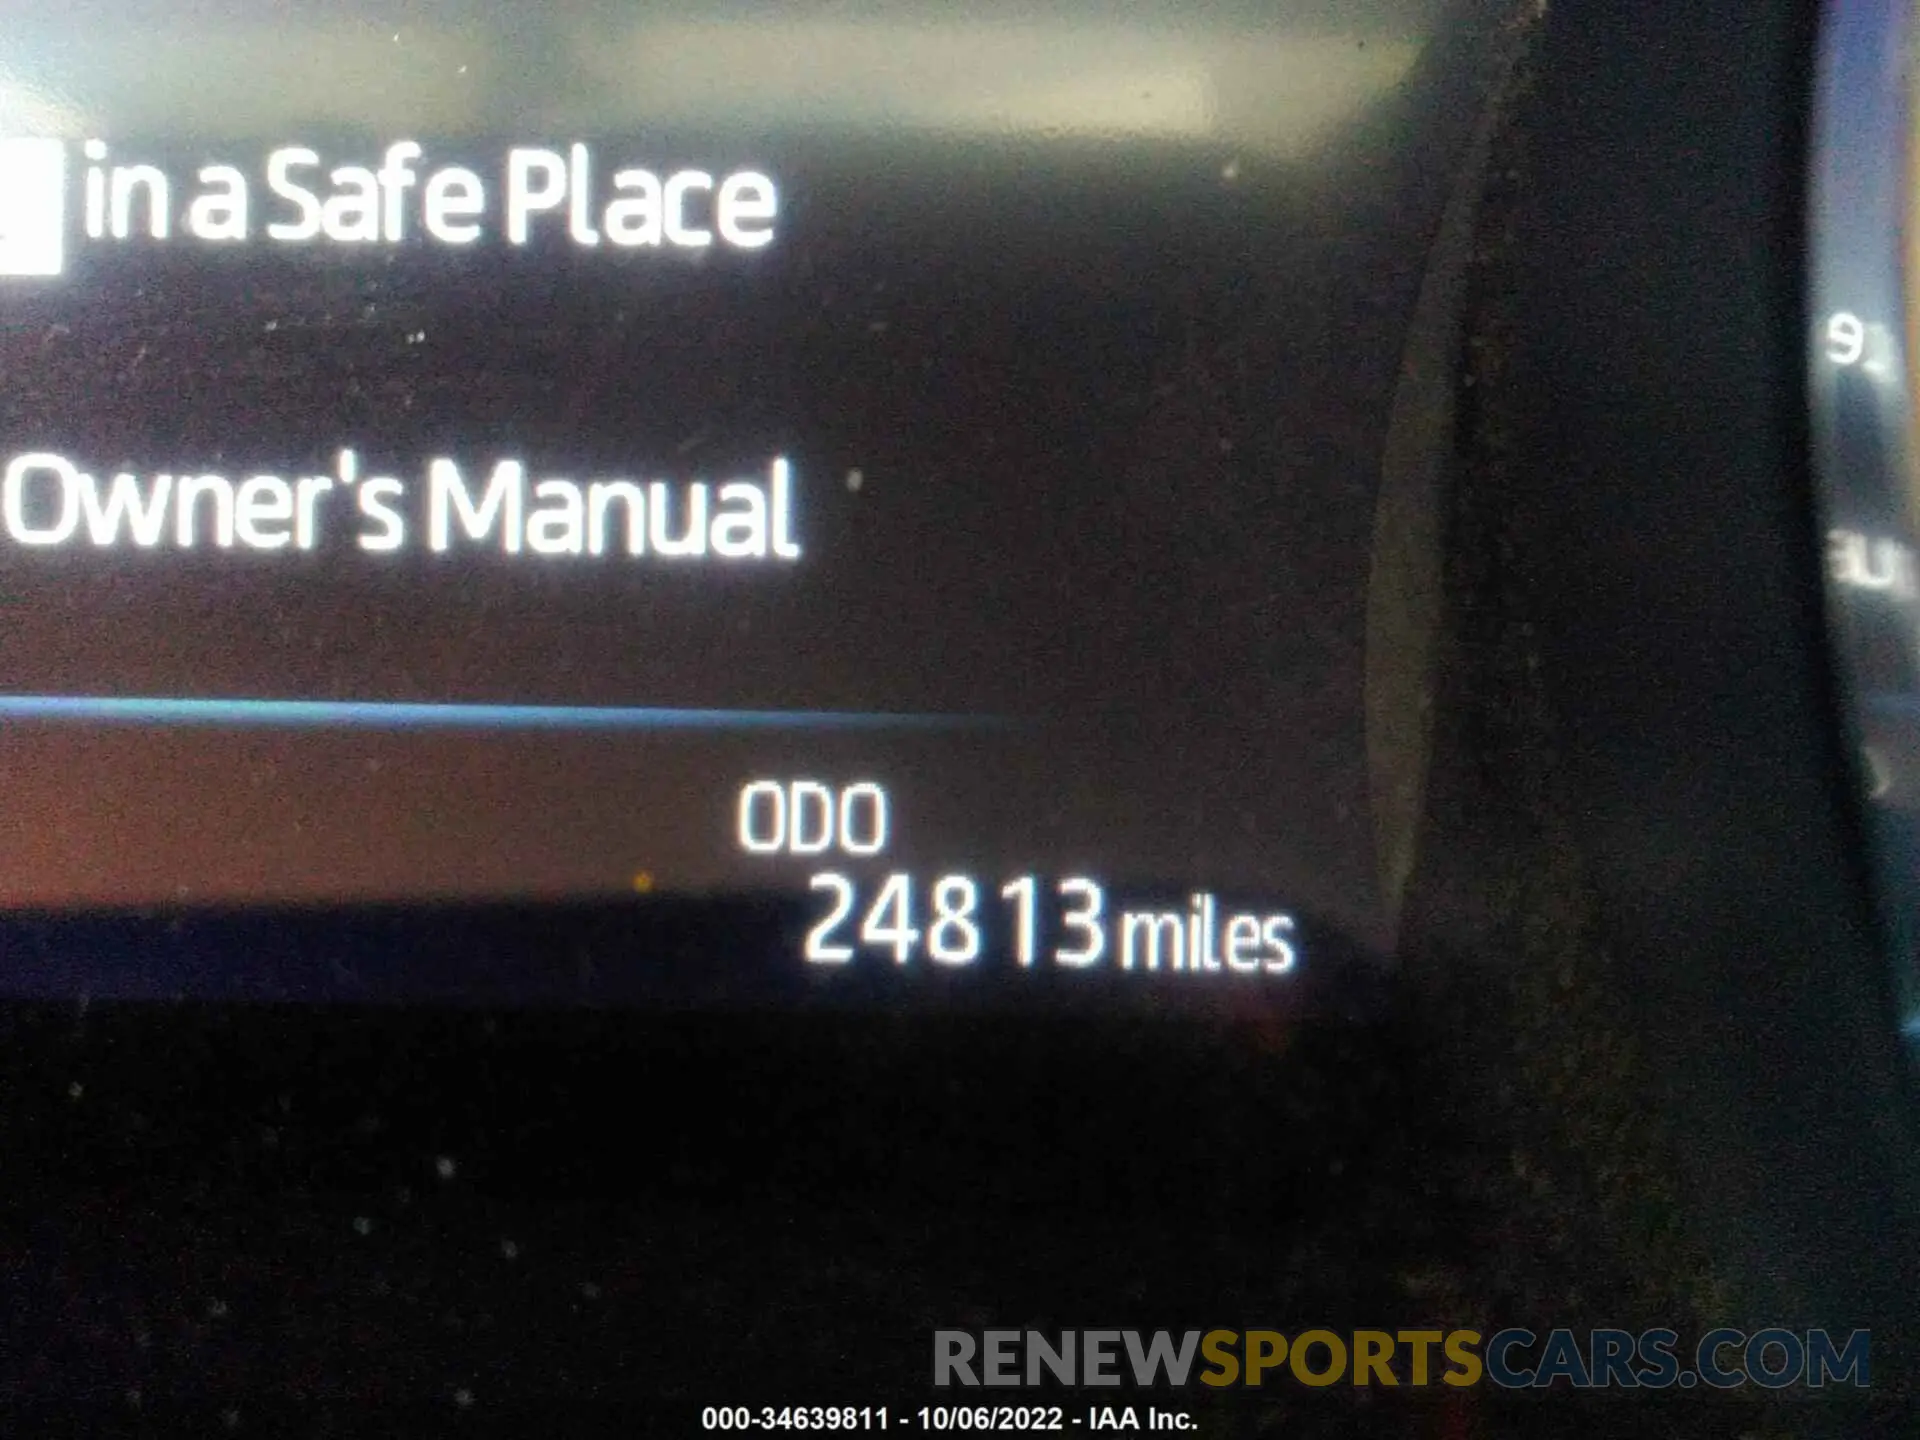 in a Safe Place
Owner's Manual
ODO
24813 miles
RENEWSPORTSCARS.COM
000-34639811 - 10/06/2022 - IAA Inc.